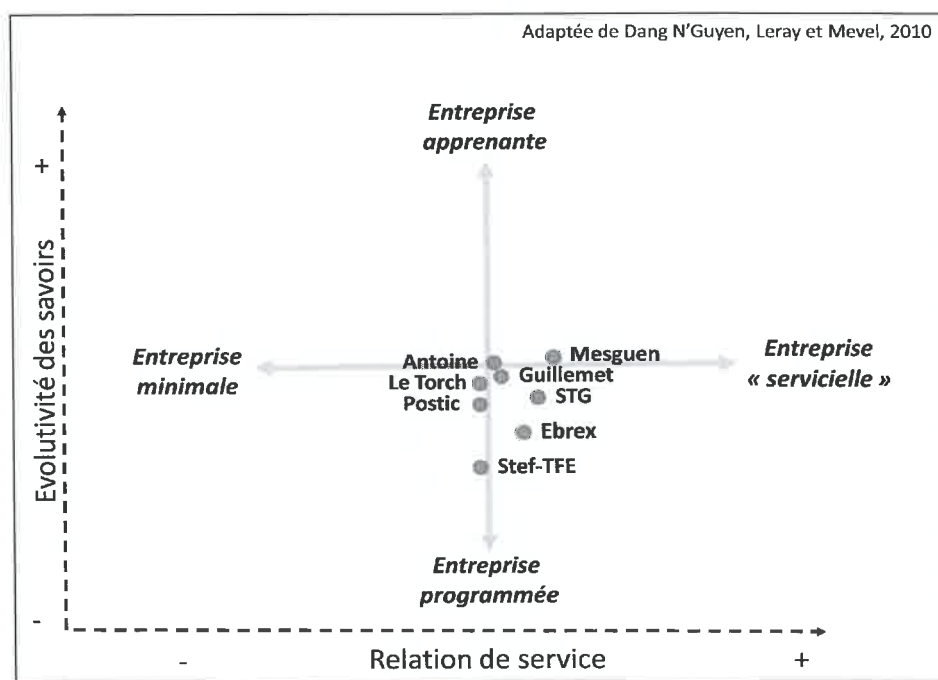 Adaptée de Dang N'Guyen, Leray et Mevel, 2010
Entreprise
apprenante
+
Evolutivité des savoirs
-
Entreprise
minimale
Entreprise
« servicielle »
Antoine
Mesguen
Guillemet
Le Torch
STG
Postic
Ebrex
Stef-TFE
Entreprise
programmée
-
Relation de service
+